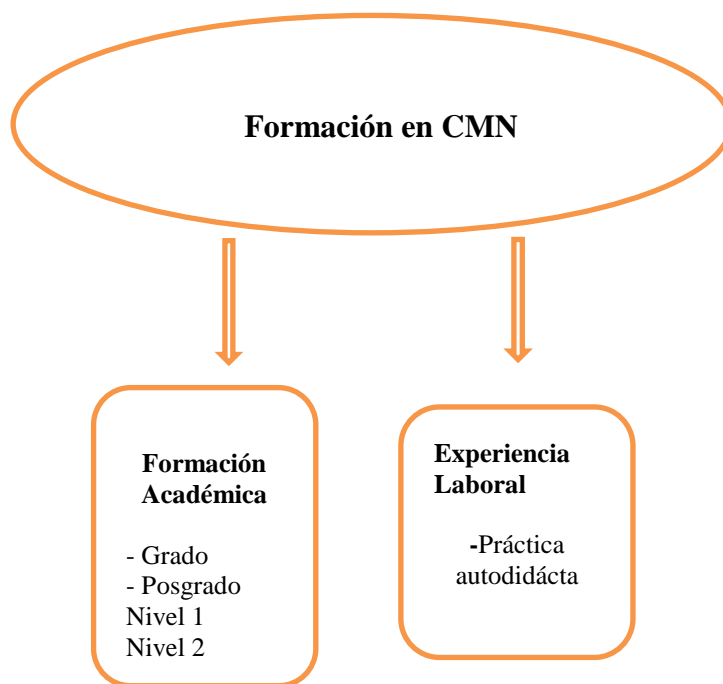 Formación en CMN
Formación
Académica
- Grado
- Posgrado
Nivel 1
Nivel 2
Experiencia
Laboral
-Práctica
autodidácta